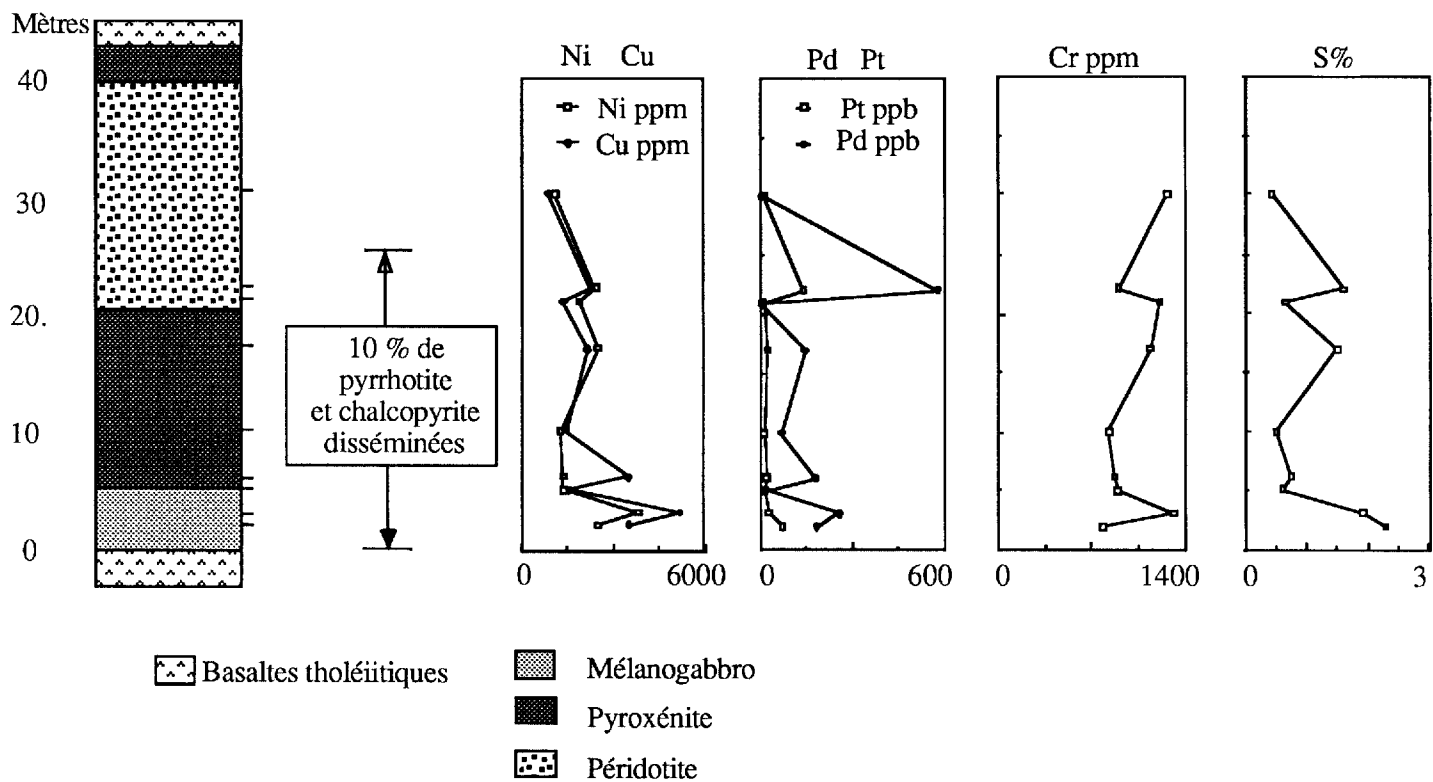 Mètres
40
30
20.
10
0
10 % de
pyrrhotite
et chalcopyrite
disséminées
Ni Cu
Ni ppm
Cu ppm
0 6000
Pd Pt
Pt ppb
Pd ppb
0 600
Cr ppm
0 1400
S%
0 3
Basaltes tholéiitiques
Mélanogabbro
Pyroxénite
Péridotite